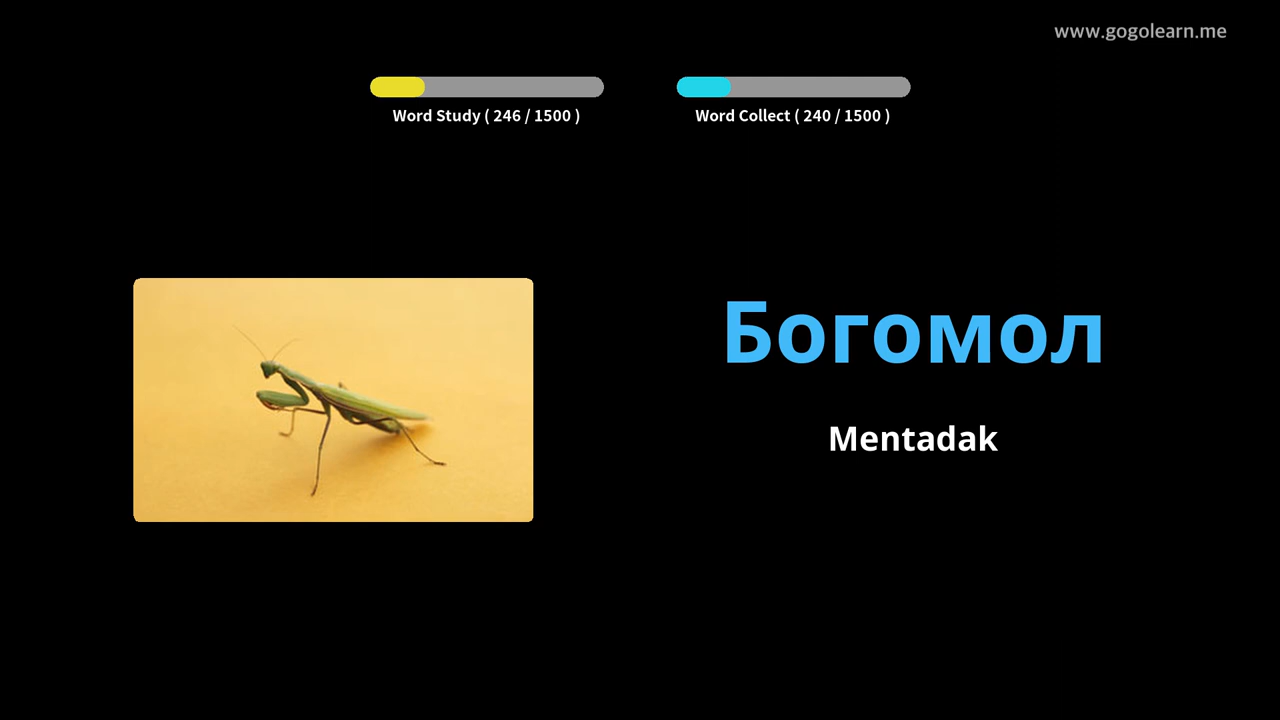 www.gogolearn.me
Word Study ( 246 / 1500 )
Word Collect ( 240 / 1500 )
Богомол
Mentadak